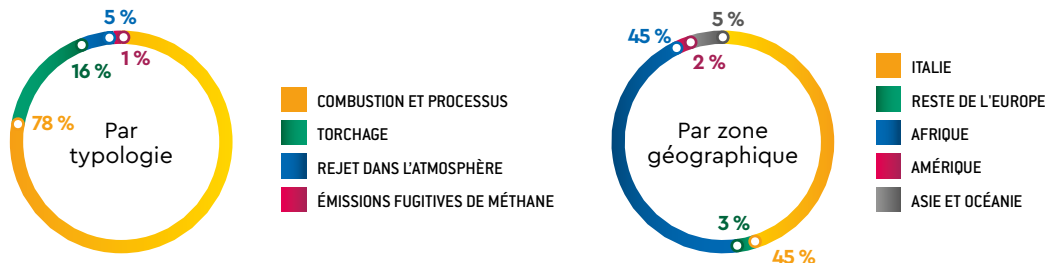 5 %
1 %
16 %
78 %
Par
typologie
COMBUSTION ET PROCESSUS
TORCHAGE
REJET DANS L'ATMOSPHÈRE
ÉMISSIONS FUGITIVES DE MÉTHANE
5 %
45 %
2 %
Par zone
géographique
3 %
45 %
ITALIE
RESTE DE L'EUROPE
AFRIQUE
AMÉRIQUE
ASIE ET OCÉANIE